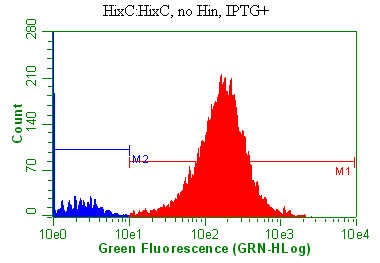 HixC:HixC, no Hin, IPTG+
280
210
140
70
0
Count
M2
M1
10e0
10e1
10e2
10e3
10e4
Green Fluorescence (GRN-HLog)